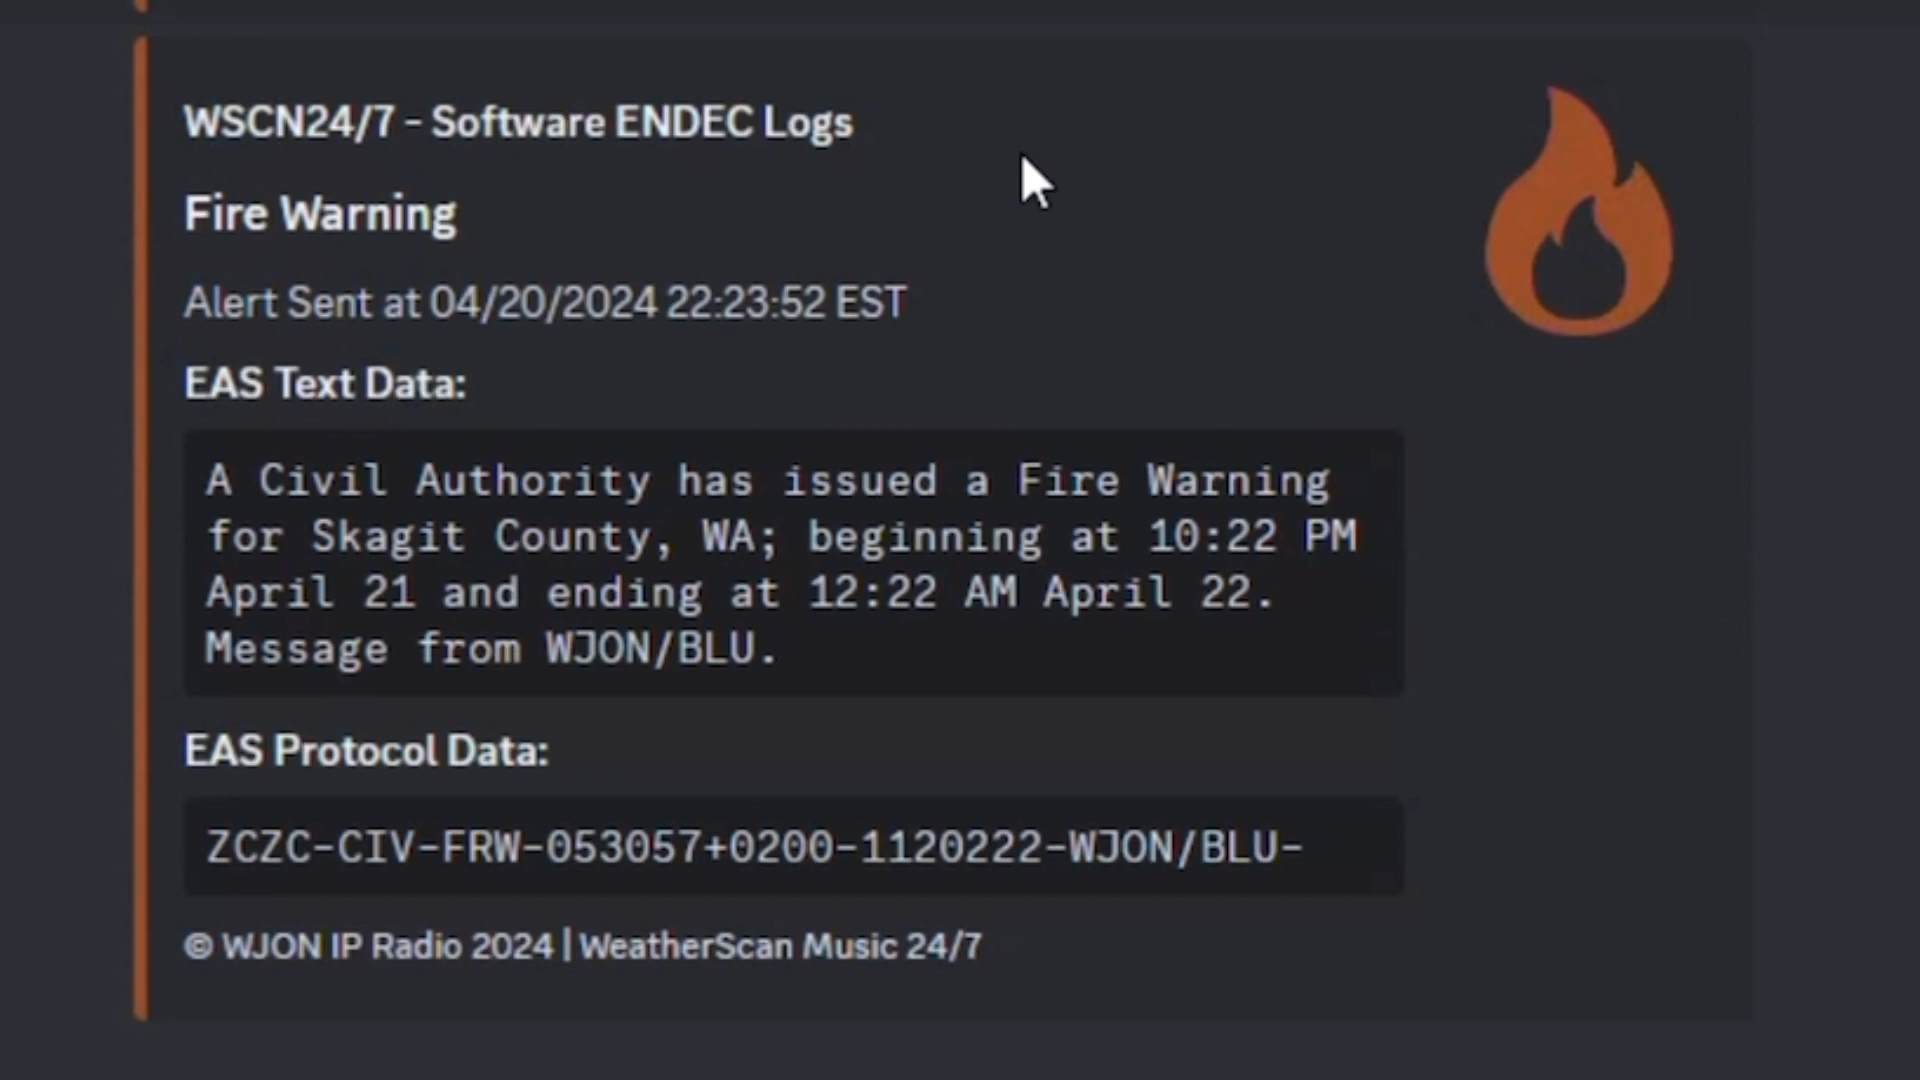 WSCN24/7 - Software ENDEC Logs
Fire Warning
Alert Sent at 04/20/2024 22:23:52 EST
EAS Text Data:
A Civil Authority has issued a Fire Warning
for Skagit County, WA; beginning at 10:22 PM
April 21 and ending at 12:22 AM April 22.
Message from WJON/BLU.
EAS Protocol Data:
ZCZC-CIV-FRW-053057+0200-1120222-WJON/BLU-
© WJON IP Radio 2024 | WeatherScan Music 24/7